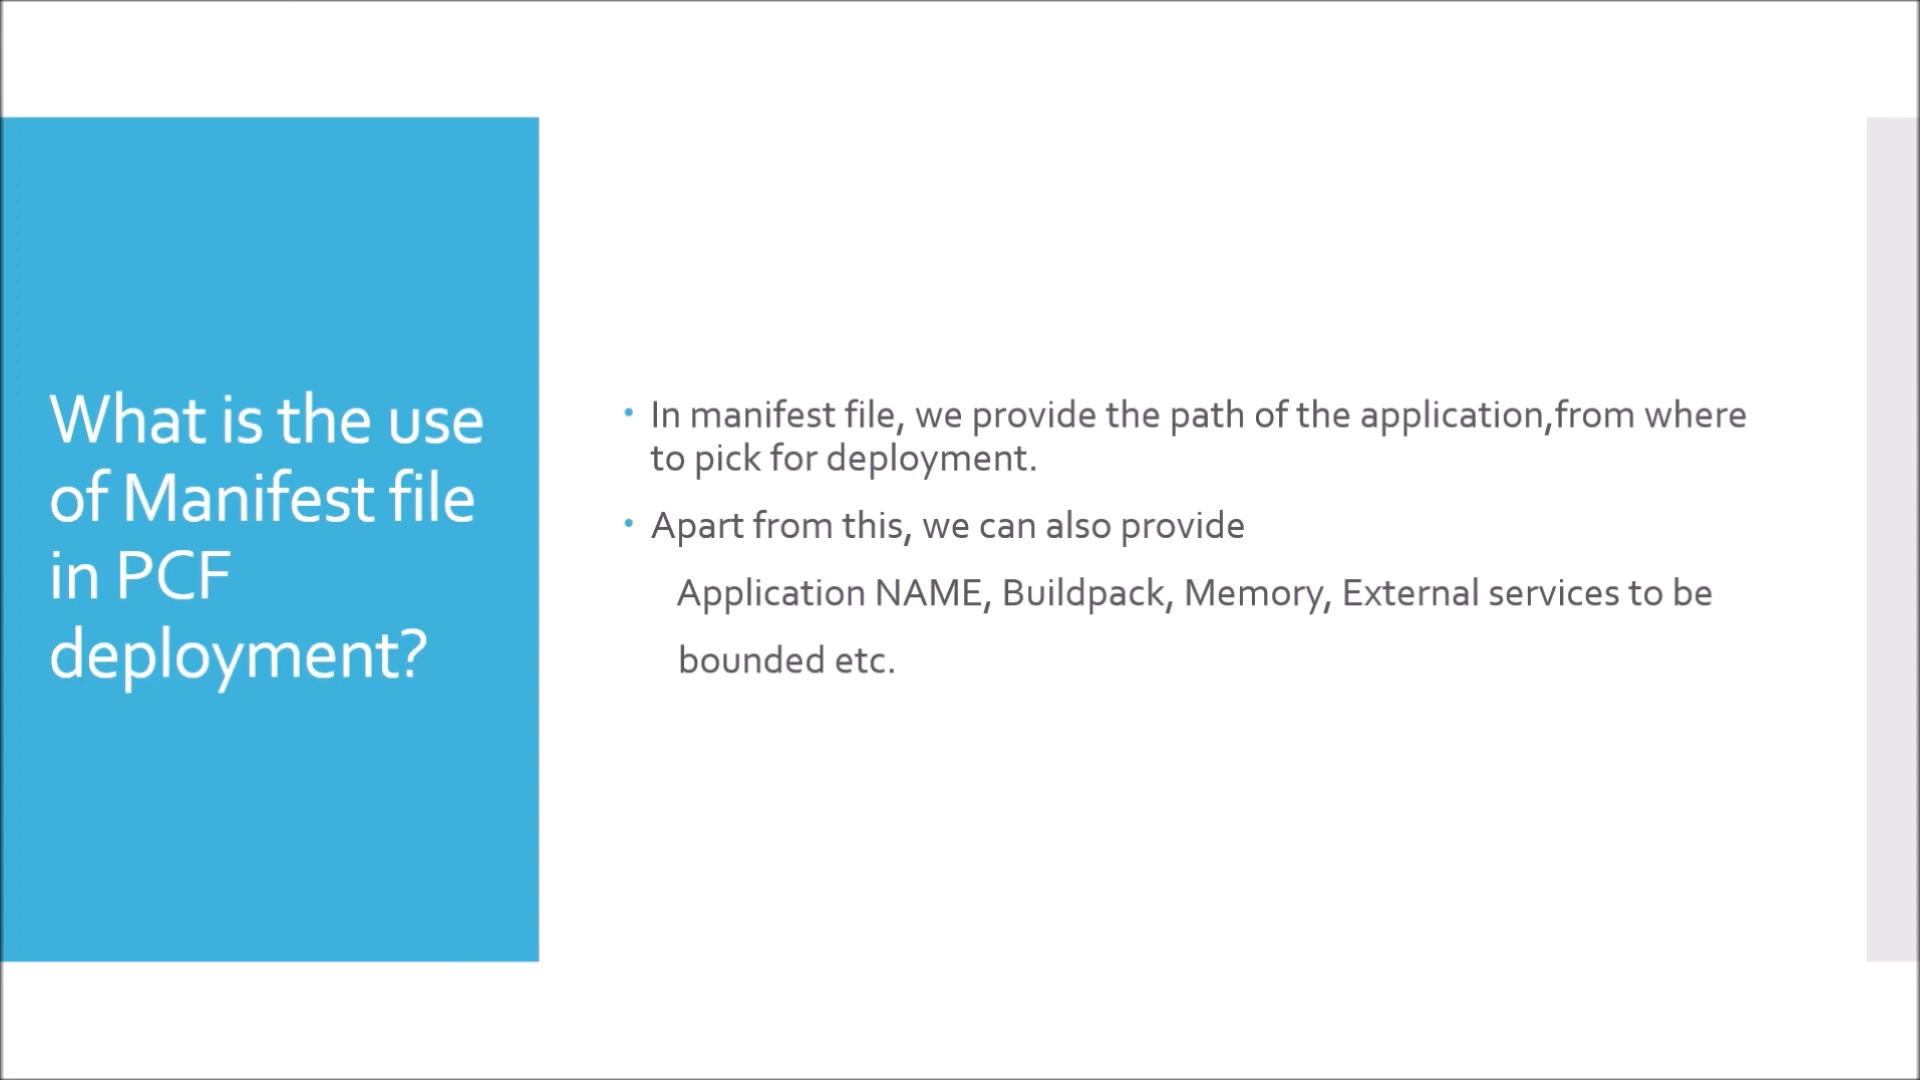 What is the use
of Manifest file
in PCF
deployment?
• In manifest file, we provide the path of the application,from where
to pick for deployment.
• Apart from this, we can also provide
Application NAME, Buildpack, Memory, External services to be
bounded etc.